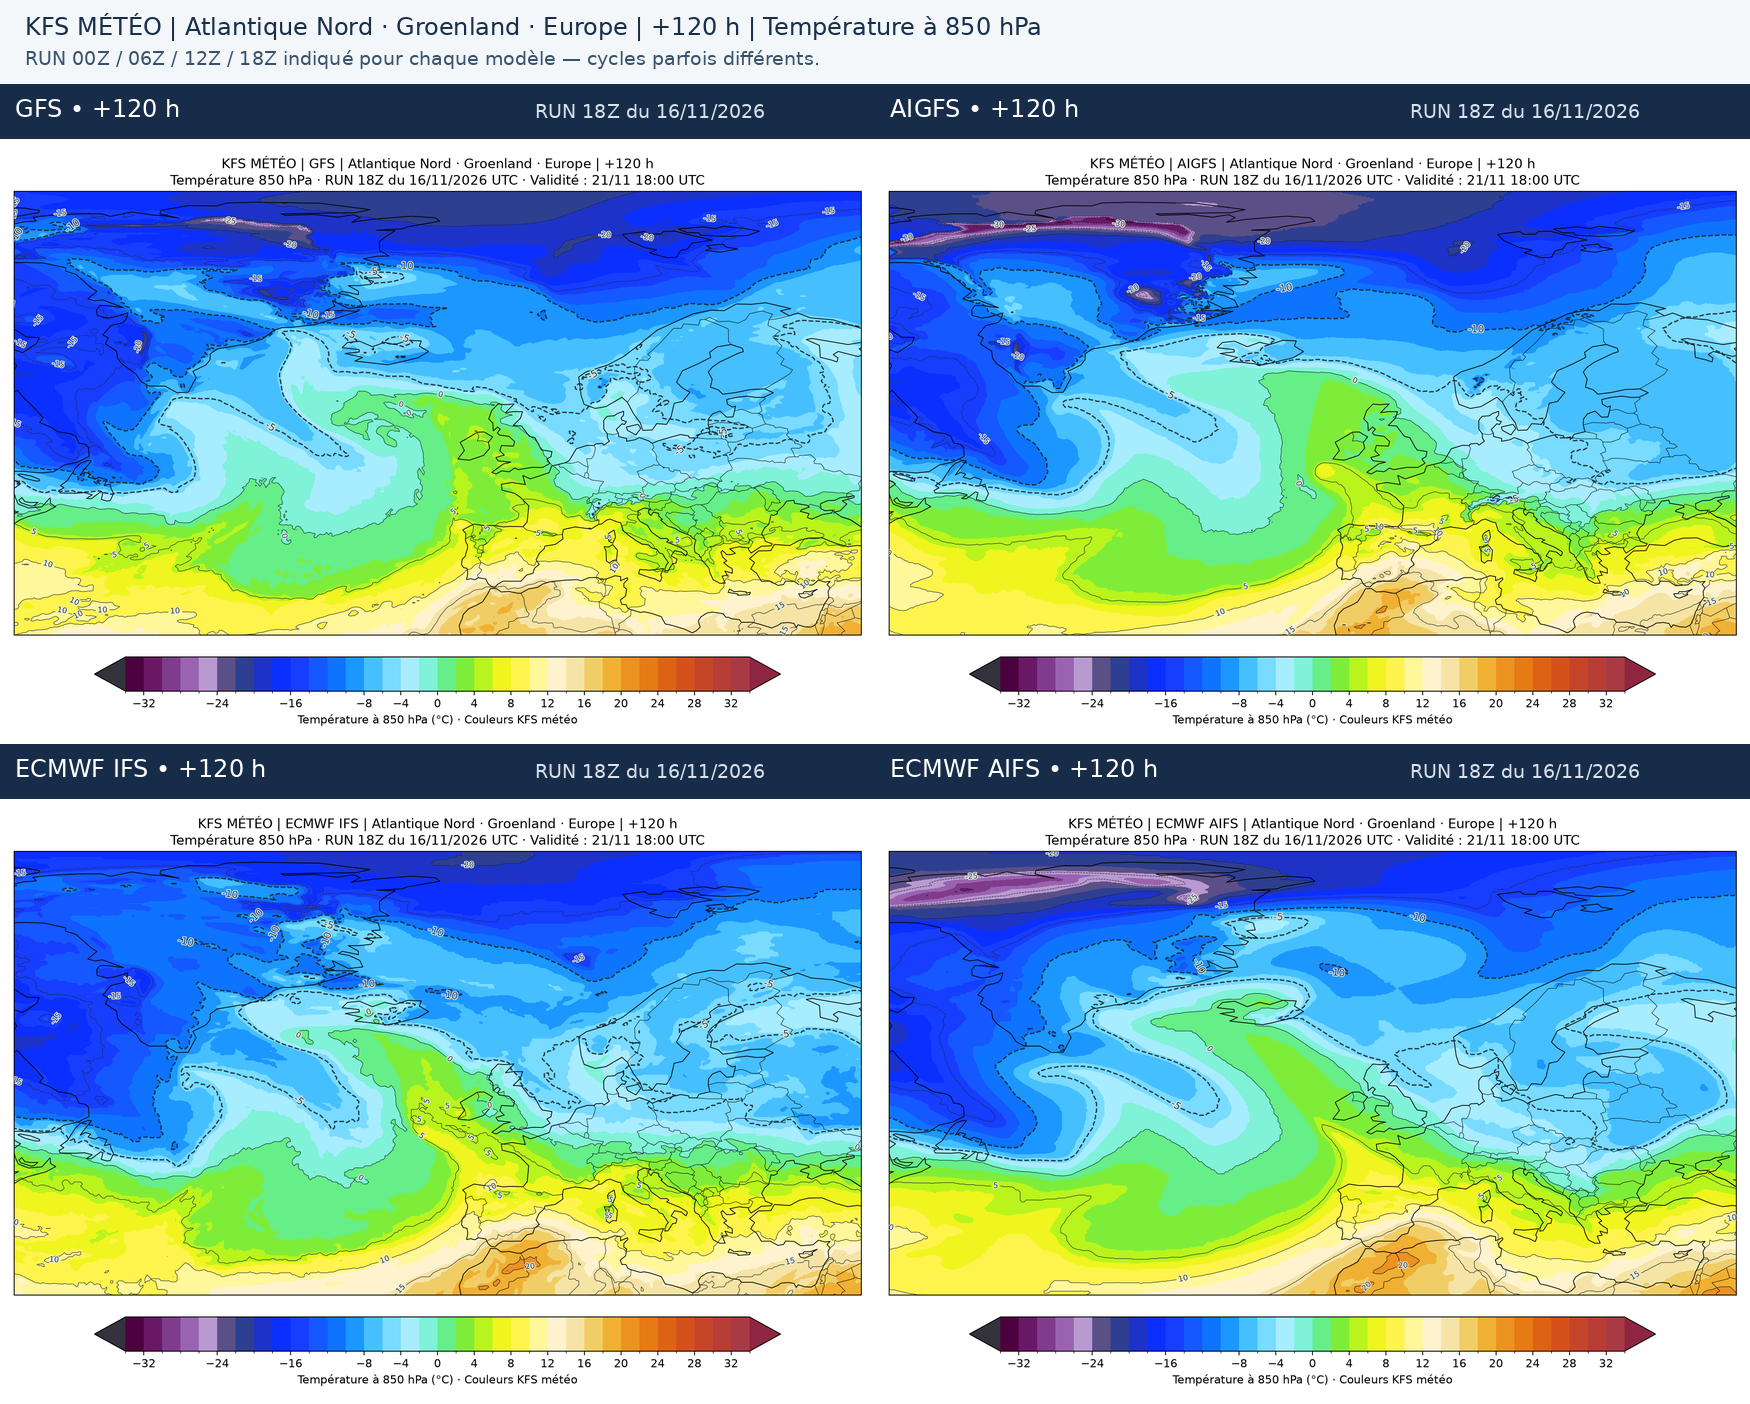 KFS MÉTÉO | Atlantique Nord · Groenland · Europe | +120 h | Température à 850 hPa
RUN 00Z / 06Z / 12Z / 18Z indiqué pour chaque modèle — cycles parfois différents.
GFS • +120 h
RUN 18Z du 16/11/2026
AIGFS • +120 h
RUN 18Z du 16/11/2026
KFS MÉTÉO | GFS | Atlantique Nord · Groenland · Europe | +120 h
Température 850 hPa · RUN 18Z du 16/11/2026 UTC · Validité : 21/11 18:00 UTC
KFS MÉTÉO | AIGFS | Atlantique Nord · Groenland · Europe | +120 h
Température 850 hPa · RUN 18Z du 16/11/2026 UTC · Validité : 21/11 18:00 UTC
−32 −24 −16 −8 −4 0 4 8 12 16 20 24 28 32
Température à 850 hPa (°C) · Couleurs KFS météo
−32 −24 −16 −8 −4 0 4 8 12 16 20 24 28 32
Température à 850 hPa (°C) · Couleurs KFS météo
ECMWF IFS • +120 h
RUN 18Z du 16/11/2026
ECMWF AIFS • +120 h
RUN 18Z du 16/11/2026
KFS MÉTÉO | ECMWF IFS | Atlantique Nord · Groenland · Europe | +120 h
Température 850 hPa · RUN 18Z du 16/11/2026 UTC · Validité : 21/11 18:00 UTC
KFS MÉTÉO | ECMWF AIFS | Atlantique Nord · Groenland · Europe | +120 h
Température 850 hPa · RUN 18Z du 16/11/2026 UTC · Validité : 21/11 18:00 UTC
−32 −24 −16 −8 −4 0 4 8 12 16 20 24 28 32
Température à 850 hPa (°C) · Couleurs KFS météo
−32 −24 −16 −8 −4 0 4 8 12 16 20 24 28 32
Température à 850 hPa (°C) · Couleurs KFS météo